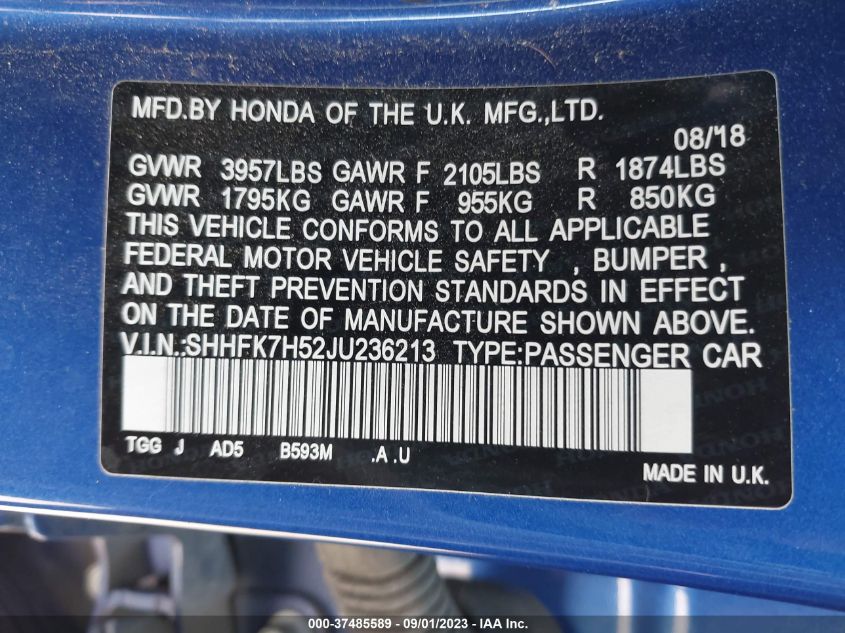 MFD.BY HONDA OF THE U.K. MFG.,LTD.
08/18
GVWR 3957LBS GAWR F 2105LBS R 1874LBS
GVWR 1795KG GAWR F 955KG R 850KG
THIS VEHICLE CONFORMS TO ALL APPLICABLE
FEDERAL MOTOR VEHICLE SAFETY , BUMPER ,
AND THEFT PREVENTION STANDARDS IN EFFECT
ON THE DATE OF MANUFACTURE SHOWN ABOVE.
V.I.N.:SHHFK7H52JU236213 TYPE:PASSENGER CAR
TGG J AD5 B593M .A .U
MADE IN U.K.
000-37485589 - 09/01/2023 - COPYRIGHT IAA